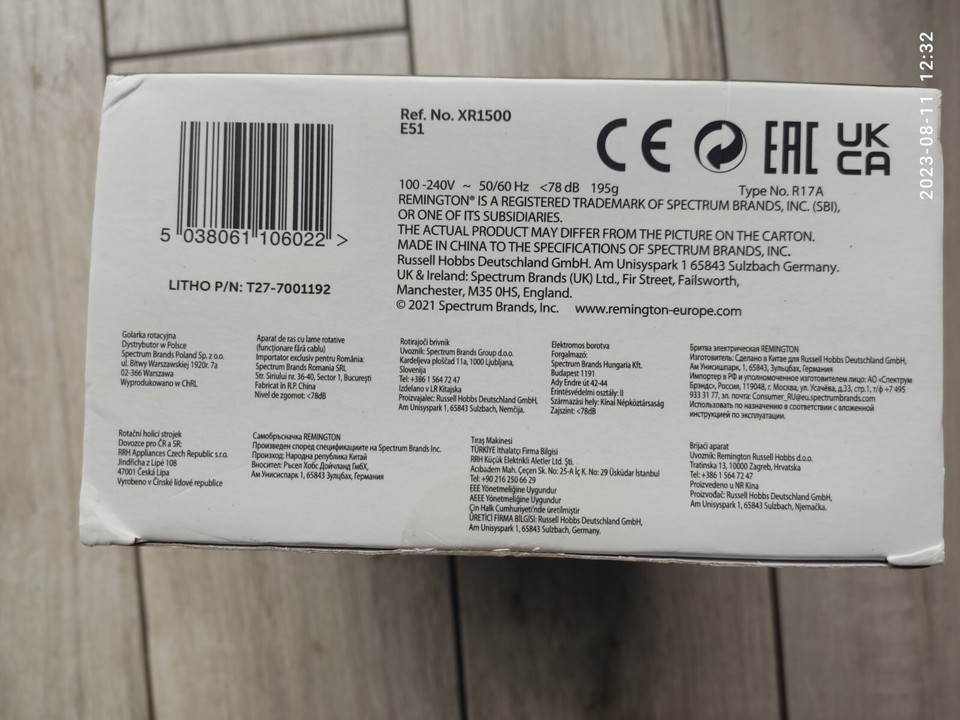 Ref. No. XR1500
E51
CE EAC UK
CA
5 038061 106022 >
LITHO P/N: T27-7001192
100 -240V ~ 50/60 Hz <78 dB 195g Type No. R17A
REMINGTON® IS A REGISTERED TRADEMARK OF SPECTRUM BRANDS, INC. (SBI),
OR ONE OF ITS SUBSIDIARIES.
THE ACTUAL PRODUCT MAY DIFFER FROM THE PICTURE ON THE CARTON.
MADE IN CHINA TO THE SPECIFICATIONS OF SPECTRUM BRANDS, INC.
Russell Hobbs Deutschland GmbH. Am Unisyspark 1 65843 Sulzbach Germany.
UK & Ireland: Spectrum Brands (UK) Ltd., Fir Street, Failsworth,
Manchester, M35 0HS, England.
© 2021 Spectrum Brands, Inc. www.remington-europe.com
Golarka rotacyjna
Dystrybutor w Polsce
Spectrum Brands Poland Sp. z o.o.
ul. Bitwy Warszawskiej 1920r. 7a
02-366 Warszawa
Wyprodukowano w ChRL
Aparat de ras cu lame rotative
(funcționare fără cablu)
Importator exclusiv pentru România:
Spectrum Brands Romania SRL
Str. Siriului nr. 36-40, Sector 1, București
Fabricat in R.P. China
Nivel de zgomot: <78dB
Rotirajoči brivnik
Uvoznik: Spectrum Brands Group d.o.o.
Kardeljeva ploščad 11a, 1000 Ljubljana,
Slovenija
Tel: +386 1 564 72 47
Izdelano v LR Kitajska
Proizvajalec: Russell Hobbs Deutschland GmbH,
Am Unisyspark 1, 65843 Sulzbach, Nemčija.
Elektromos borotva
Forgalmazó:
Spectrum Brands Hungaria Kft.
Budapest 1191
Ady Endre út 42-44
Érintésvédelmi osztály: II
Származási hely: Kínai Népköztársaság
Zajszint: <78dB
Бритва электрическая REMINGTON
Изготовитель: Сделано в Китае для Russell Hobbs Deutschland GmbH,
Ам Унисишпарк, 1, 65843, Зульцбах, Германия
Импортер в РФ и уполномоченное изготовителем лицо: АО «Спектрум
Брэндс», Россия, 119048, г. Москва, ул. Усачёва, д.33, стр.1, т/ф +7 495
933 31 77, эл. почта: Consumer_RU@eu.spectrumbrands.com
Использовать по назначению в соответствии с вложенной
инструкцией по эксплуатации.
Rotační holicí strojek
Dovozce pro ČR a SR:
RRH Appliances Czech Republic s.r.o.
Jindřicha z Lipé 108
47001 Česká Lípa
Vyrobeno v Čínské lidové republice
Самобръсначка REMINGTON
Произведен според спецификациите на Spectrum Brands Inc.
Произход: Народна република Китай
Вносител: Ръсел Хобс Дойчланд ГмбХ,
Ам Унисиспарк 1, 65843 Зулцбах, Германия
Tıraş Makinesi
TÜRKİYE İthalatçı Firma Bilgisi
RRH Küçük Elektrikli Aletler Ltd. Şti.
Acıbadem Mah. Çeçen Sk. No: 25-A İç K. No: 29 Üsküdar İstanbul
Tel: +90 216 250 66 29
EEE Yönetmeliğine Uygundur
AEEE Yönetmeliğine Uygundur
Çin Halk Cumhuriyeti'nde üretilmiştir
ÜRETİCİ FİRMA BİLGİSİ: Russell Hobbs Deutschland GmbH,
Am Unisyspark 1, 65843 Sulzbach, Germany.
Brijaći aparat
Uvoznik: Remington Russell Hobbs d.o.o.
Tratinska 13, 10000 Zagreb, Hrvatska
Tel: +386 1 564 72 47
Proizvedeno u NR Kina
Proizvođač: Russell Hobbs Deutschland GmbH,
Am Unisyspark 1, 65843 Sulzbach, Njemačka.
2023-08-11 12:32